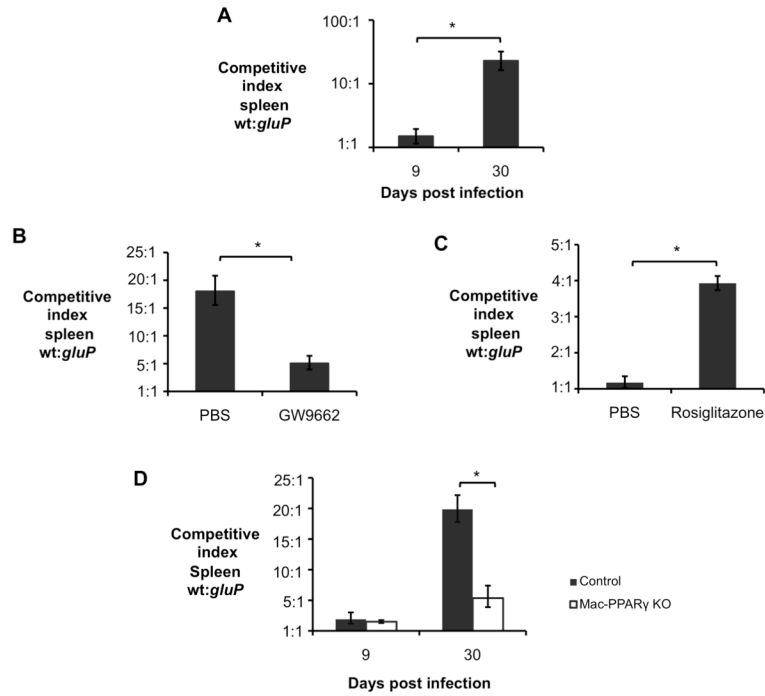 A
Competitive
index
spleen
wt:gluP
100:1
10:1
1:1
*
9 30
Days post infection
B
Competitive
index
spleen
wt:gluP
25:1
20:1
15:1
10:1
5:1
1:1
*
PBS GW9662
C
Competitive
index
spleen
wt:gluP
5:1
4:1
3:1
2:1
1:1
*
PBS Rosiglitazone
D
Competitive
index
Spleen
wt:gluP
25:1
20:1
15:1
10:1
5:1
1:1
*
9 30
Days post infection
Control
Mac-PPARγ KO